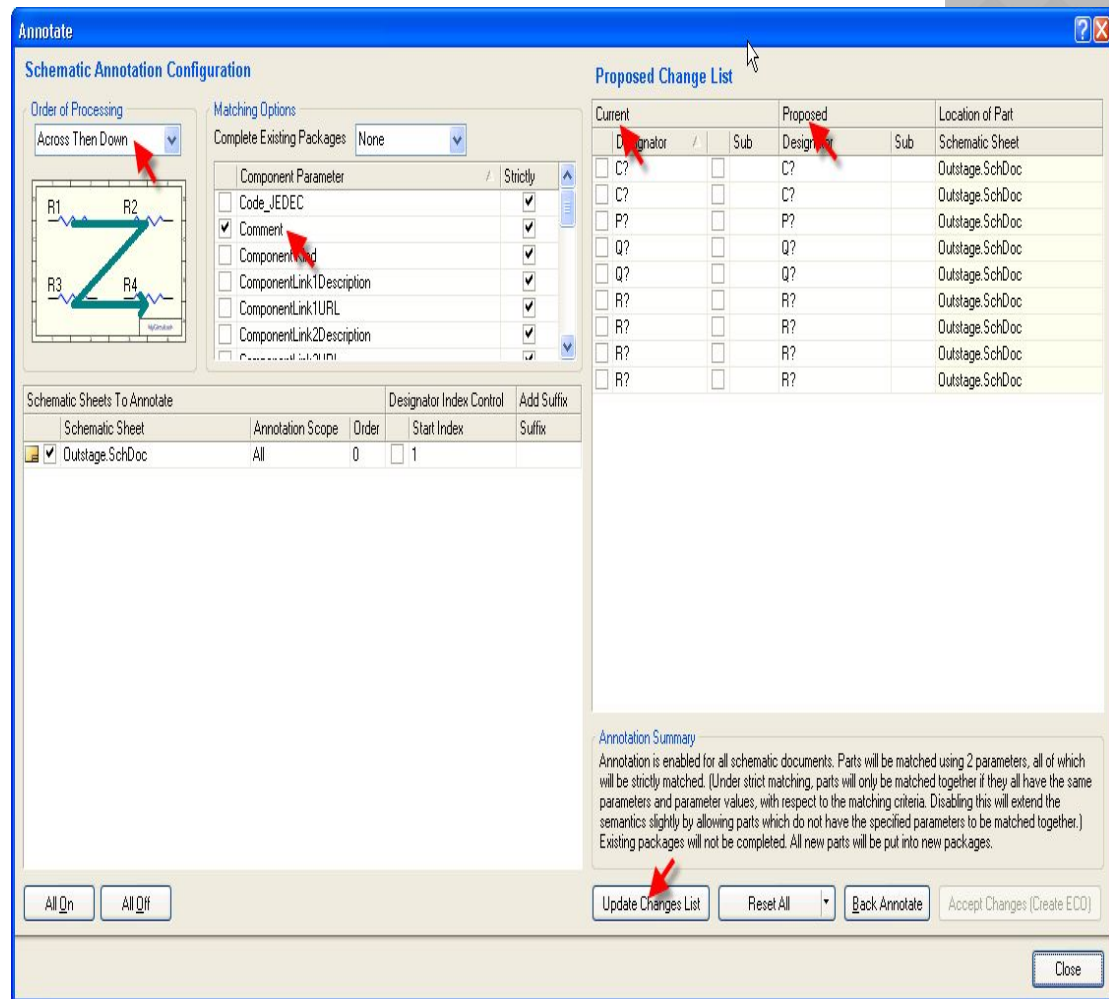 Annotate
Schematic Annotation Configuration
Order of Processing
Across Then Down
R1 R2
R3 R4
Matching Options
Complete Existing Packages None
Component Parameter Strictly
Code_JEDEC
Comment
ComponentLink1Description
ComponentLink1URL
ComponentLink2Description
Schematic Sheets To Annotate Designator Index Control Add Suffix
Schematic Sheet Annotation Scope Order Start Index Suffix
Outstage.SchDoc All 0 1
All On All Off
Proposed Change List
Current Proposed Location of Part
Designator Sub Designator Sub Schematic Sheet
C? C? Outstage.SchDoc
C? C? Outstage.SchDoc
P? P? Outstage.SchDoc
Q? Q? Outstage.SchDoc
Q? Q? Outstage.SchDoc
R? R? Outstage.SchDoc
R? R? Outstage.SchDoc
R? R? Outstage.SchDoc
R? R? Outstage.SchDoc
Annotation Summary
Annotation is enabled for all schematic documents. Parts will be matched using 2 parameters, all of which
will be strictly matched. (Under strict matching, parts will only be matched together if they all have the same
parameters and parameter values, with respect to the matching criteria. Disabling this will extend the
semantics slightly by allowing parts which do not have the specified parameters to be matched together.)
Existing packages will not be completed. All new parts will be put into new packages.
Update Changes List Reset All Back Annotate Accept Changes (Create ECO)
Close